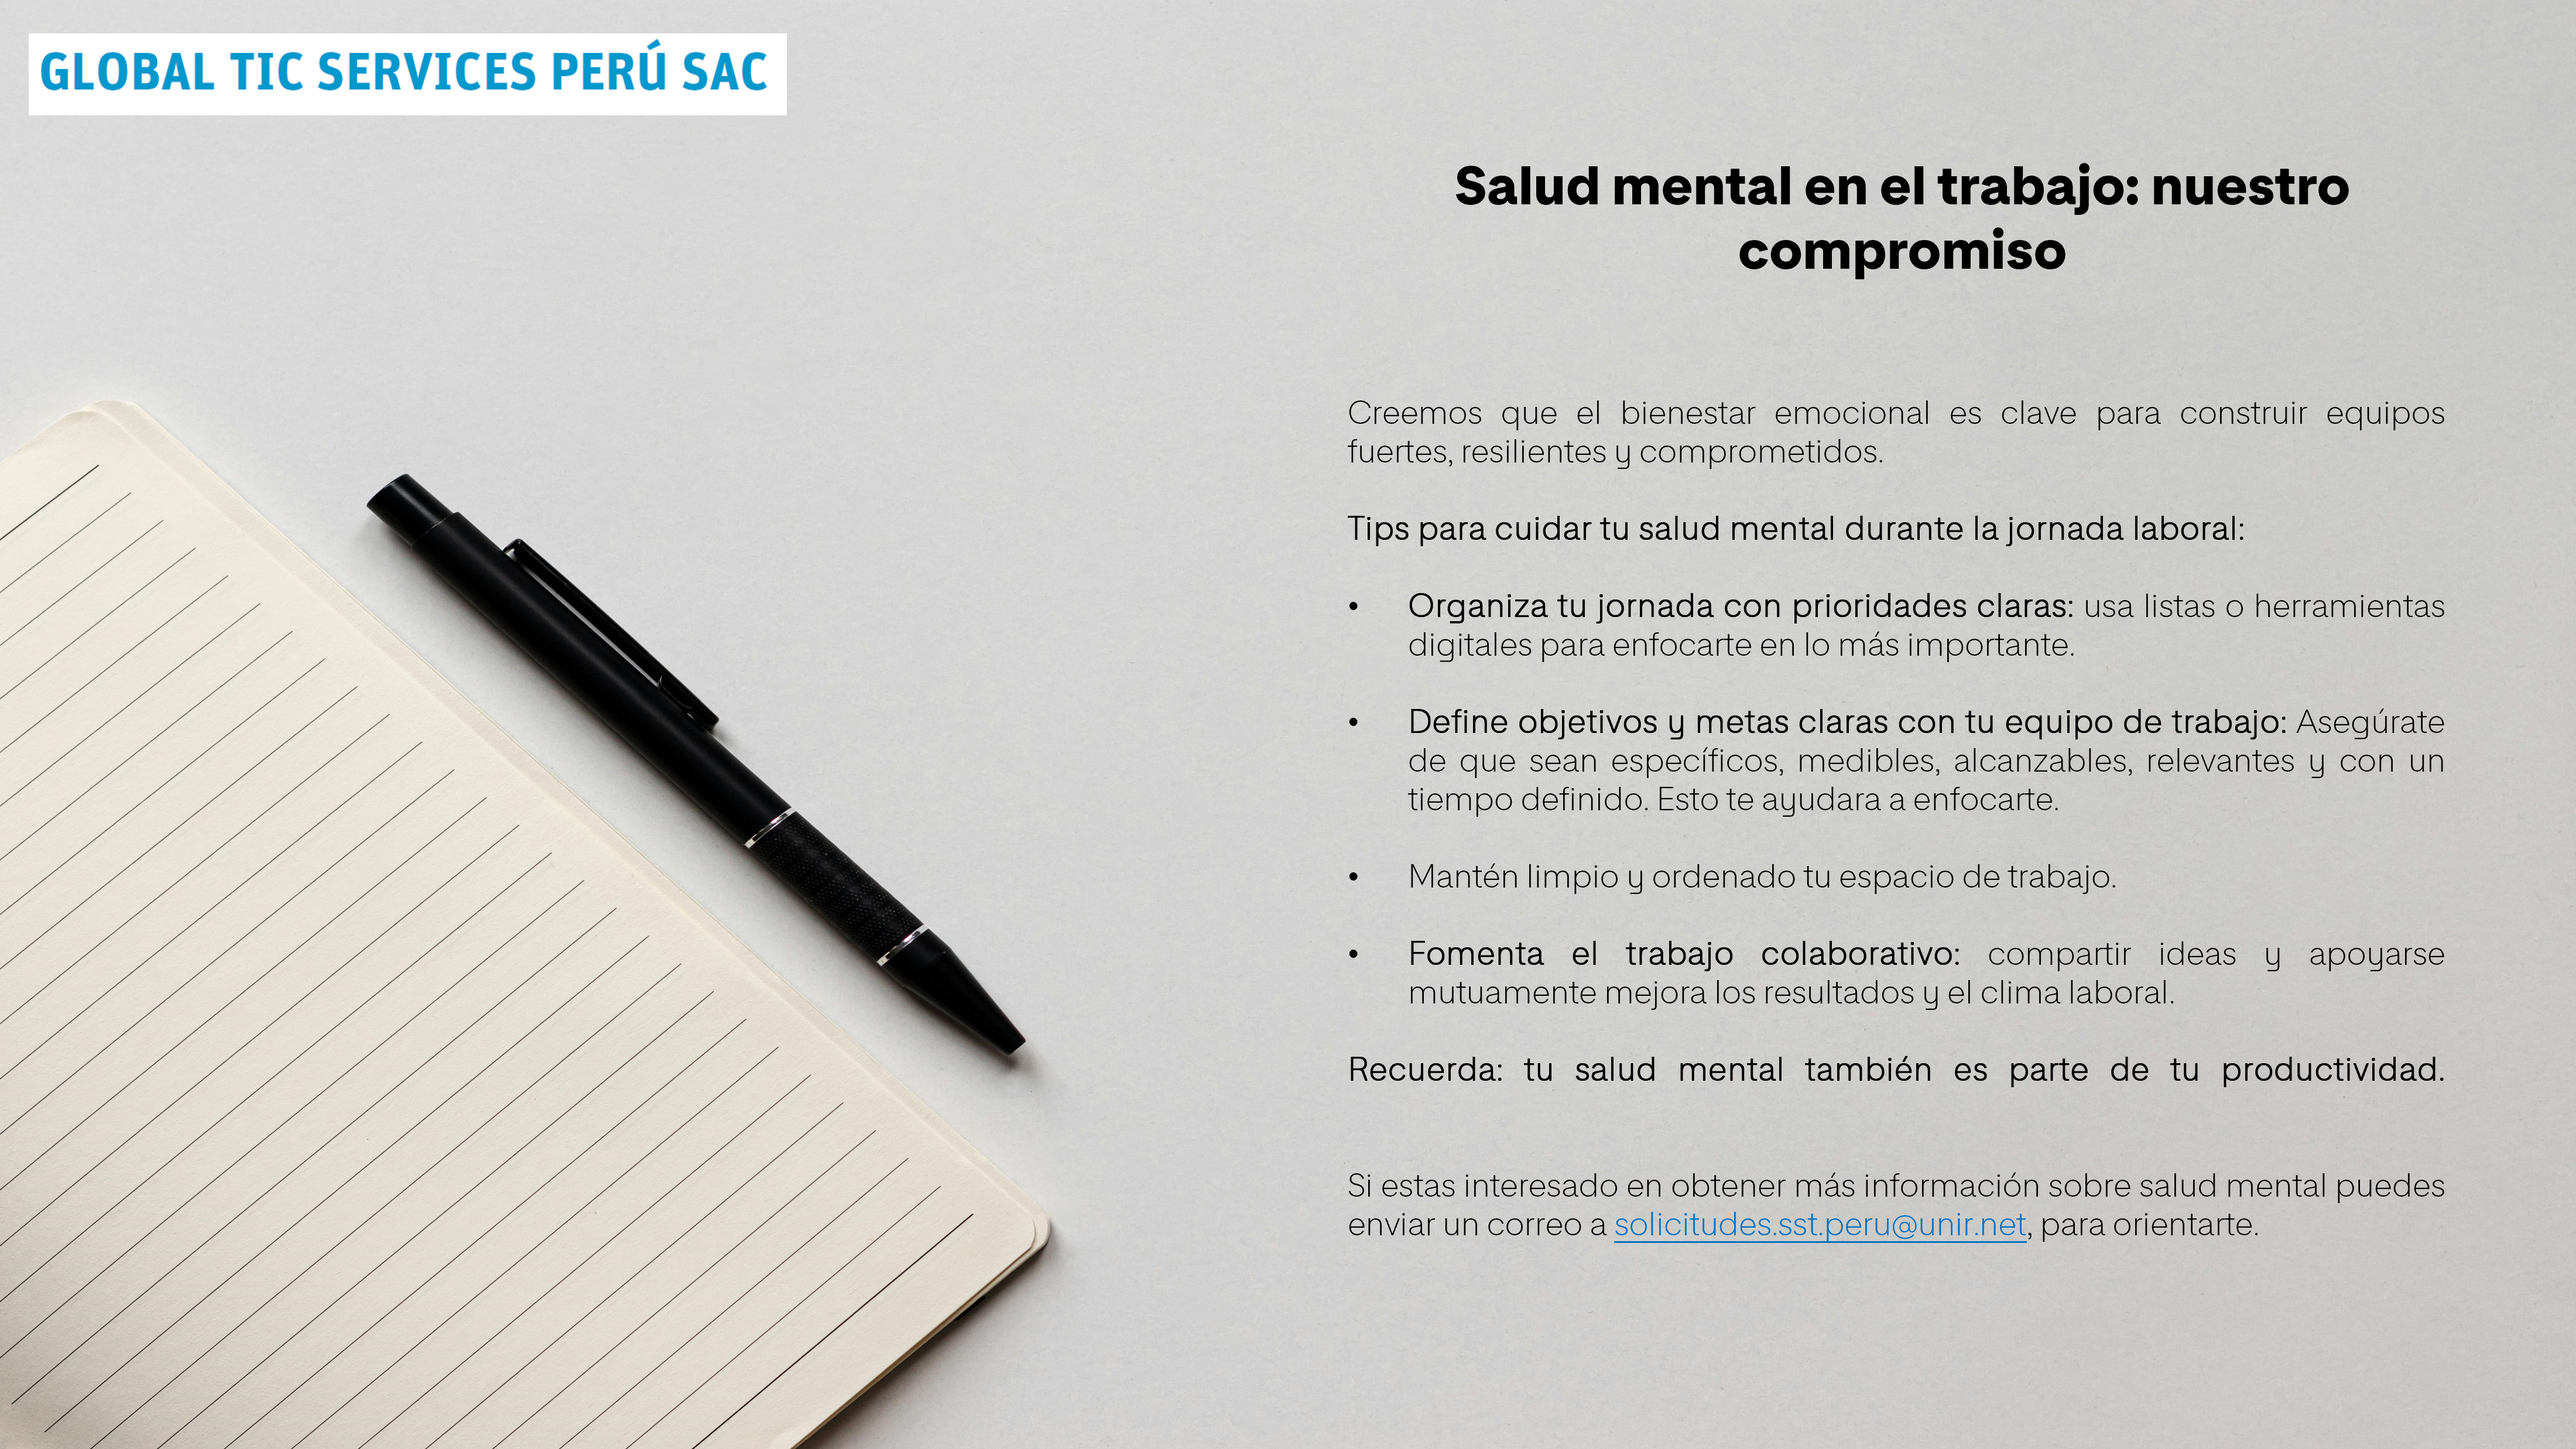 GLOBAL TIC SERVICES PERÚ SAC
Salud mental en el trabajo: nuestro
compromiso
Creemos que el bienestar emocional es clave para construir equipos
fuertes, resilientes y comprometidos.
Tips para cuidar tu salud mental durante la jornada laboral:
• Organiza tu jornada con prioridades claras: usa listas o herramientas
digitales para enfocarte en lo más importante.
• Define objetivos y metas claras con tu equipo de trabajo: Asegúrate
de que sean específicos, medibles, alcanzables, relevantes y con un
tiempo definido. Esto te ayudara a enfocarte.
• Mantén limpio y ordenado tu espacio de trabajo.
• Fomenta el trabajo colaborativo: compartir ideas y apoyarse
mutuamente mejora los resultados y el clima laboral.
Recuerda: tu salud mental también es parte de tu productividad.
Si estas interesado en obtener más información sobre salud mental puedes
enviar un correo a solicitudes.sst.peru@unir.net, para orientarte.